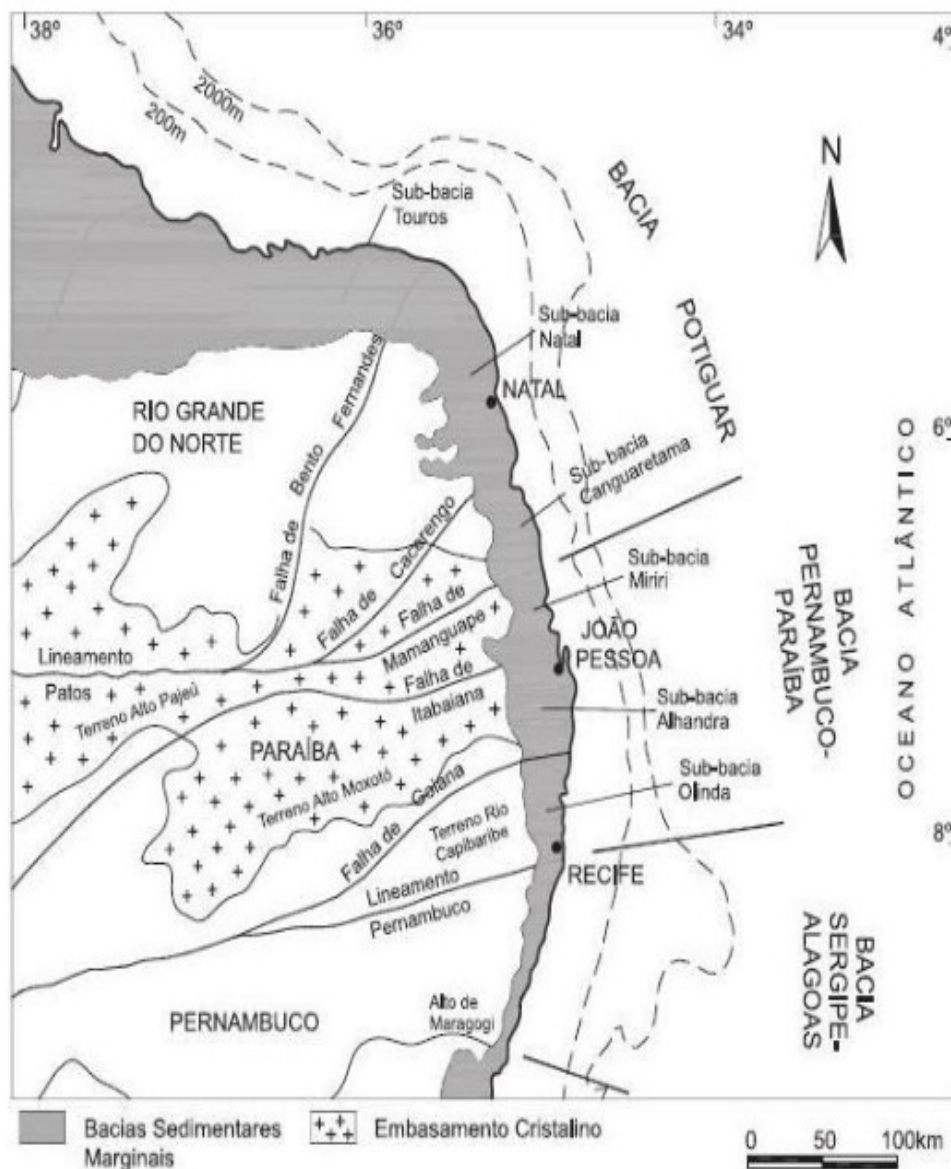 38º
36º
34º
4º
2000m
200m
Sub-bacia
Touros
BACIA
POTIGUAR
N
Sub-bacia
Natal
NATAL
RIO GRANDE
DO NORTE
Falha de Bento Fernandes
6º
Sub-bacia
Canguaretama
Falha de Cacerengo
Sub-bacia
Miriri
Falha de
Mamanguape
JOÃO
PESSOA
BACIA
PERNAMBUCO-
PARAÍBA
OCEANO ATLÂNTICO
Lineamento
Patos
Falha de
Itabaiana
Terreno Alto Pajeú
Sub-bacia
Alhandra
PARAÍBA
Terreno Alto Moxotó
Falha de Goiana
Sub-bacia
Olinda
Terreno Rio
Capibaribe
8º
RECIFE
Lineamento
Pernambuco
BACIA
SERGIPE-
ALAGOAS
Alto de
Maragogi
PERNAMBUCO
Bacias Sedimentares
Marginais
Embasamento Cristalino
0 50 100km